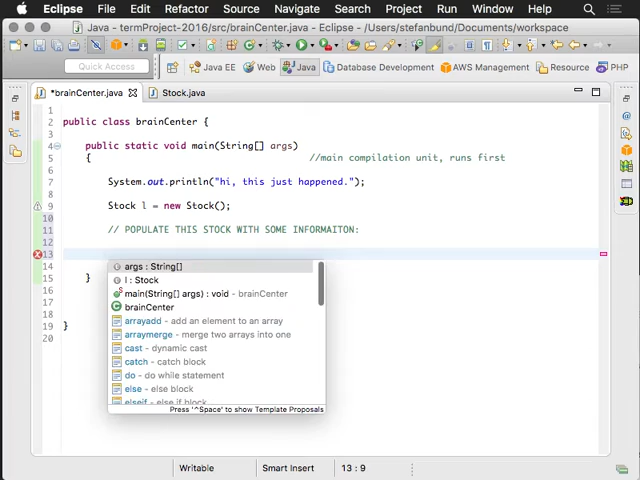 Eclipse File Edit Refactor Source Navigate Search Project Run Window Help
Java - termProject-2016/src/brainCenter.java - Eclipse - /Users/stefanbund/Documents/workspace
Quick Access Java EE Web Java Database Development AWS Management Resource PHP
*brainCenter.java Stock.java
1
2 public class brainCenter {
3
4 public static void main(String[] args)
5 { //main compilation unit, runs first
6
7 System.out.println("hi, this just happened.");
8
9 Stock l = new Stock();
10
11 // POPULATE THIS STOCK WITH SOME INFORMAITON:
12
13
14
15 }
16
17
18
19 }
20
args : String[]
l : Stock
main(String[] args) : void - brainCenter
brainCenter
arrayadd - add an element to an array
arraymerge - merge two arrays into one
cast - dynamic cast
catch - catch block
do - do while statement
else - else block
elseif - else if block
Press '^Space' to show Template Proposals
Writable Smart Insert 13 : 9